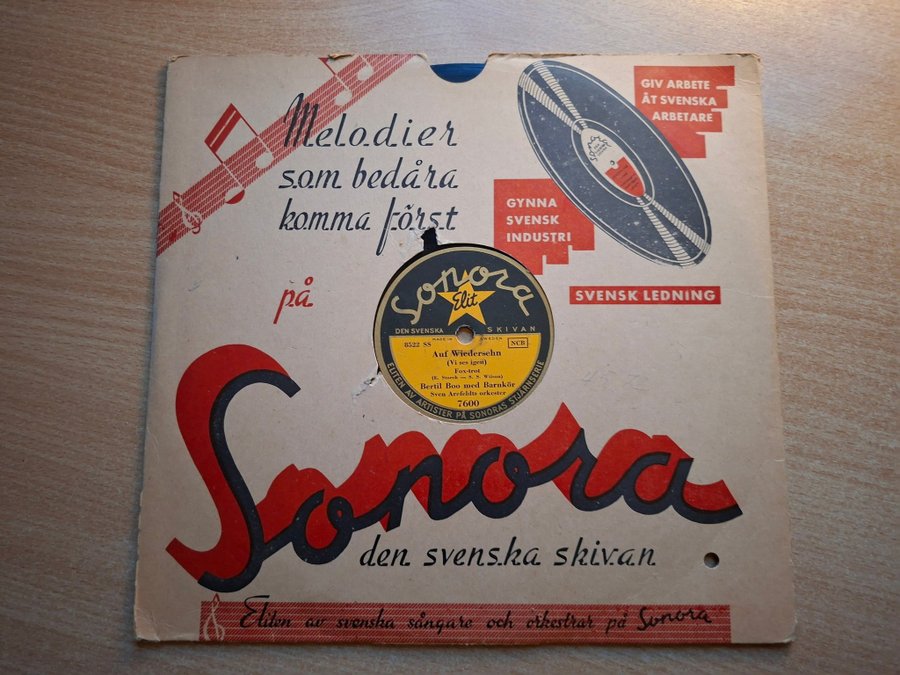 Melodier
som bedåra
komma först
på
GIV ARBETE
ÅT SVENSKA
ARBETARE
GYNNA
SVENSK
INDUSTRI
SVENSK LEDNING
Sonora
Elit
DEN SVENSKA SKIVAN
MADE IN SWEDEN
8522 SS
NCB
Auf Wiedersehn
(Vi ses igen)
Fox-trot
(E. Storch — A. S. Wilson)
Bertil Boo med Barnkör
Sven Arefeldts orkester
7600
ELITEN AV ARTISTER PÅ SONORAS STJÄRNSERIE
Sonora
den svenska skivan
Eliten av svenska sångare och orkestrar på Sonora